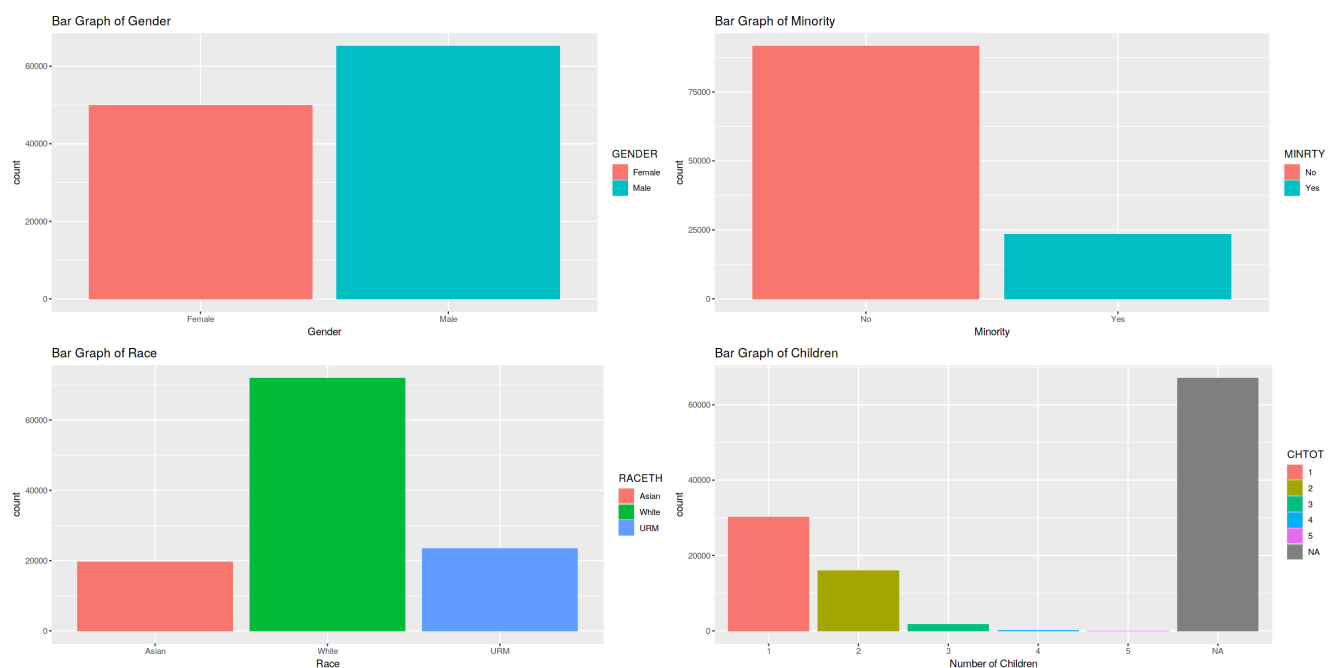 Bar Graph of Gender
60000
40000
20000
0
count
Female
Male
Gender
GENDER
Female
Male
Bar Graph of Minority
75000
50000
25000
0
count
No
Yes
Minority
MINRTY
No
Yes
Bar Graph of Race
60000
40000
20000
0
count
Asian
White
URM
Race
RACETH
Asian
White
URM
Bar Graph of Children
60000
40000
20000
0
count
1
2
3
4
5
NA
Number of Children
CHTOT
1
2
3
4
5
NA